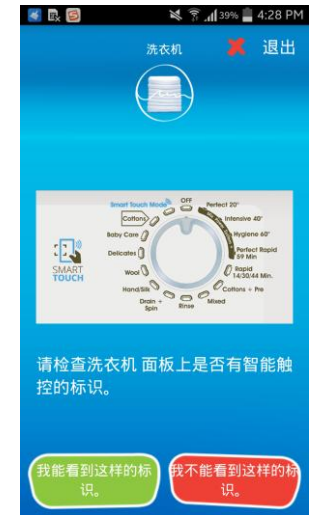 39% 4:28 PM
洗衣机
退出
Smart Touch Mode
OFF
Perfect 20°
Cottons
Intensive 40°
Baby Care
Hygiene 60°
Delicates
Perfect Rapid
59 Min
SMART
TOUCH
Wool
Rapid
14/30/44 Min.
Hand/Silk
Cottons + Pre
Drain +
Spin
Rinse
Mixed
请检查洗衣机 面板上是否有智能触
控的标识。
我能看到这样的标
识。
我不能看到这样的标
识。